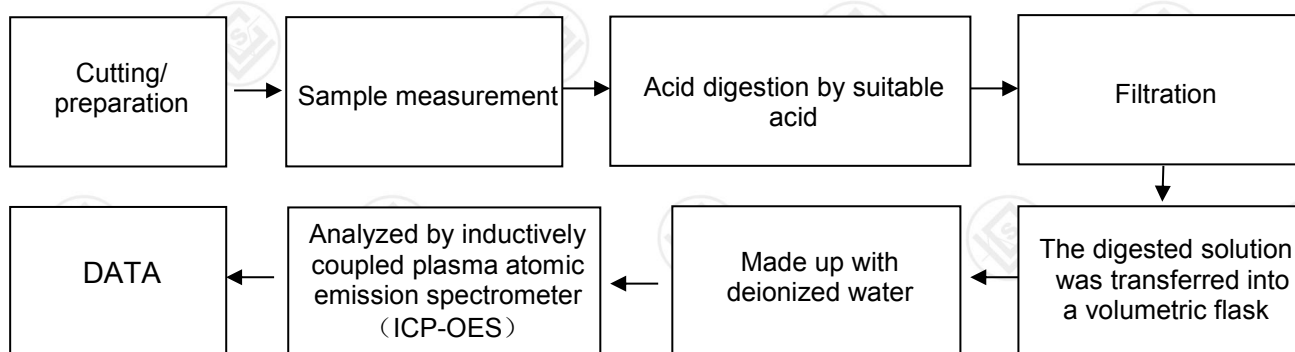 Cutting/
preparation
Sample measurement
Acid digestion by suitable
acid
Filtration
The digested solution
was transferred into
a volumetric flask
Made up with
deionized water
Analyzed by inductively
coupled plasma atomic
emission spectrometer
（ICP-OES）
DATA